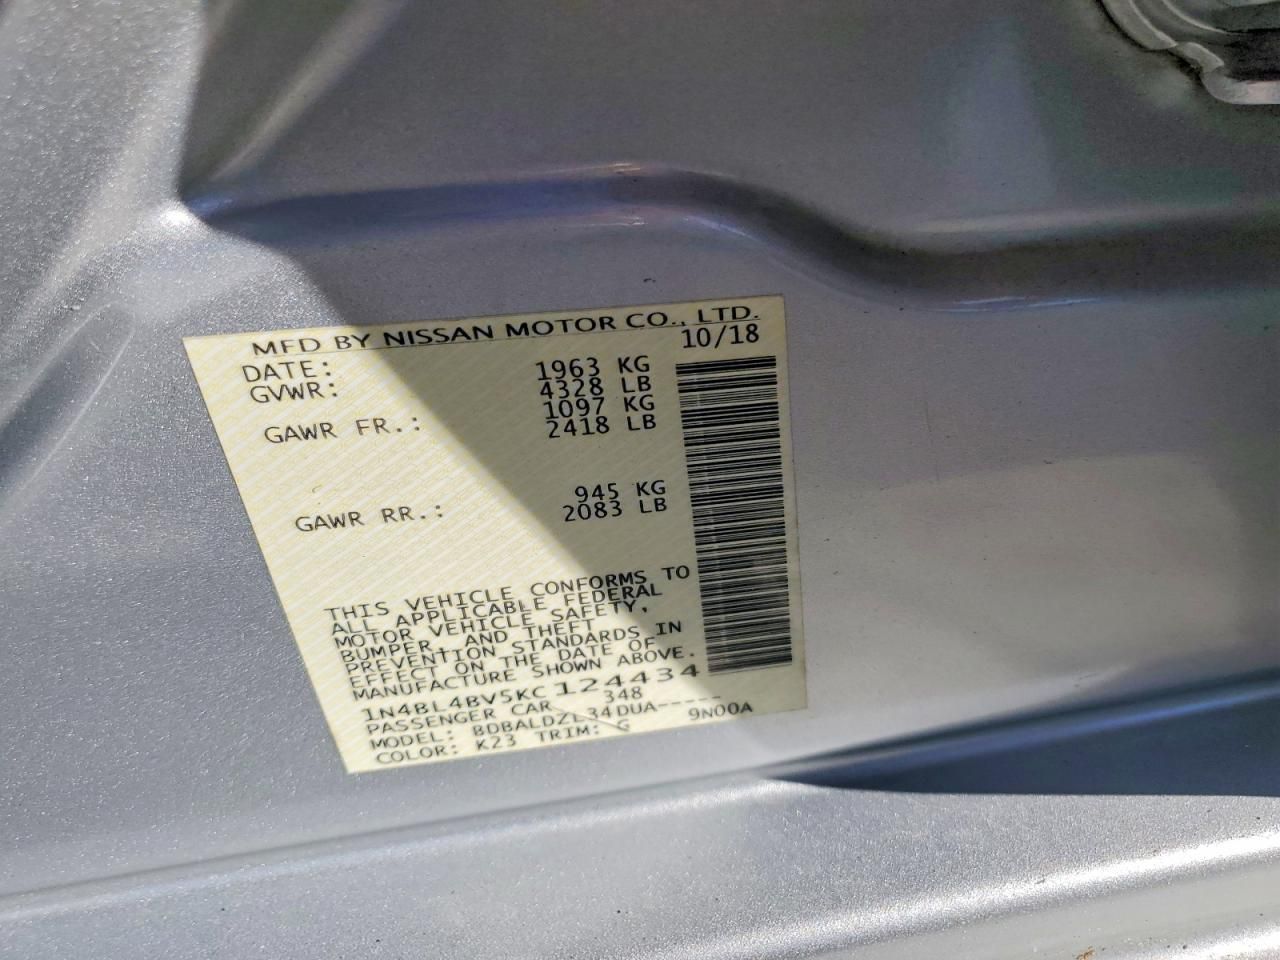 MFD BY NISSAN MOTOR CO., LTD.
DATE: 10/18
GVWR: 1963 KG
4328 LB
GAWR FR.: 1097 KG
2418 LB
GAWR RR.: 945 KG
2083 LB
THIS VEHICLE CONFORMS TO
ALL APPLICABLE FEDERAL
MOTOR VEHICLE SAFETY,
BUMPER, AND THEFT
PREVENTION STANDARDS IN
EFFECT ON THE DATE OF
MANUFACTURE SHOWN ABOVE.
1N4BL4BV5KC124434
PASSENGER CAR 348
MODEL: BDBALDZL34DUA-----
COLOR: K23 TRIM: G 9N00A